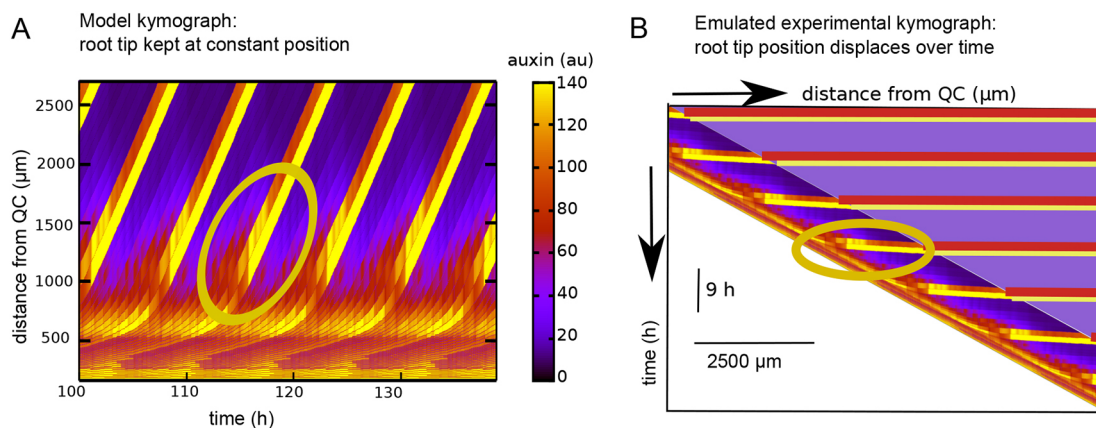 A
Model kymograph:
root tip kept at constant position
auxin (au)
140
120
100
80
60
40
20
0
distance from QC (µm)
2500
2000
1500
1000
500
100
110
120
130
time (h)
B
Emulated experimental kymograph:
root tip position displaces over time
distance from QC (µm)
time (h)
9 h
2500 µm